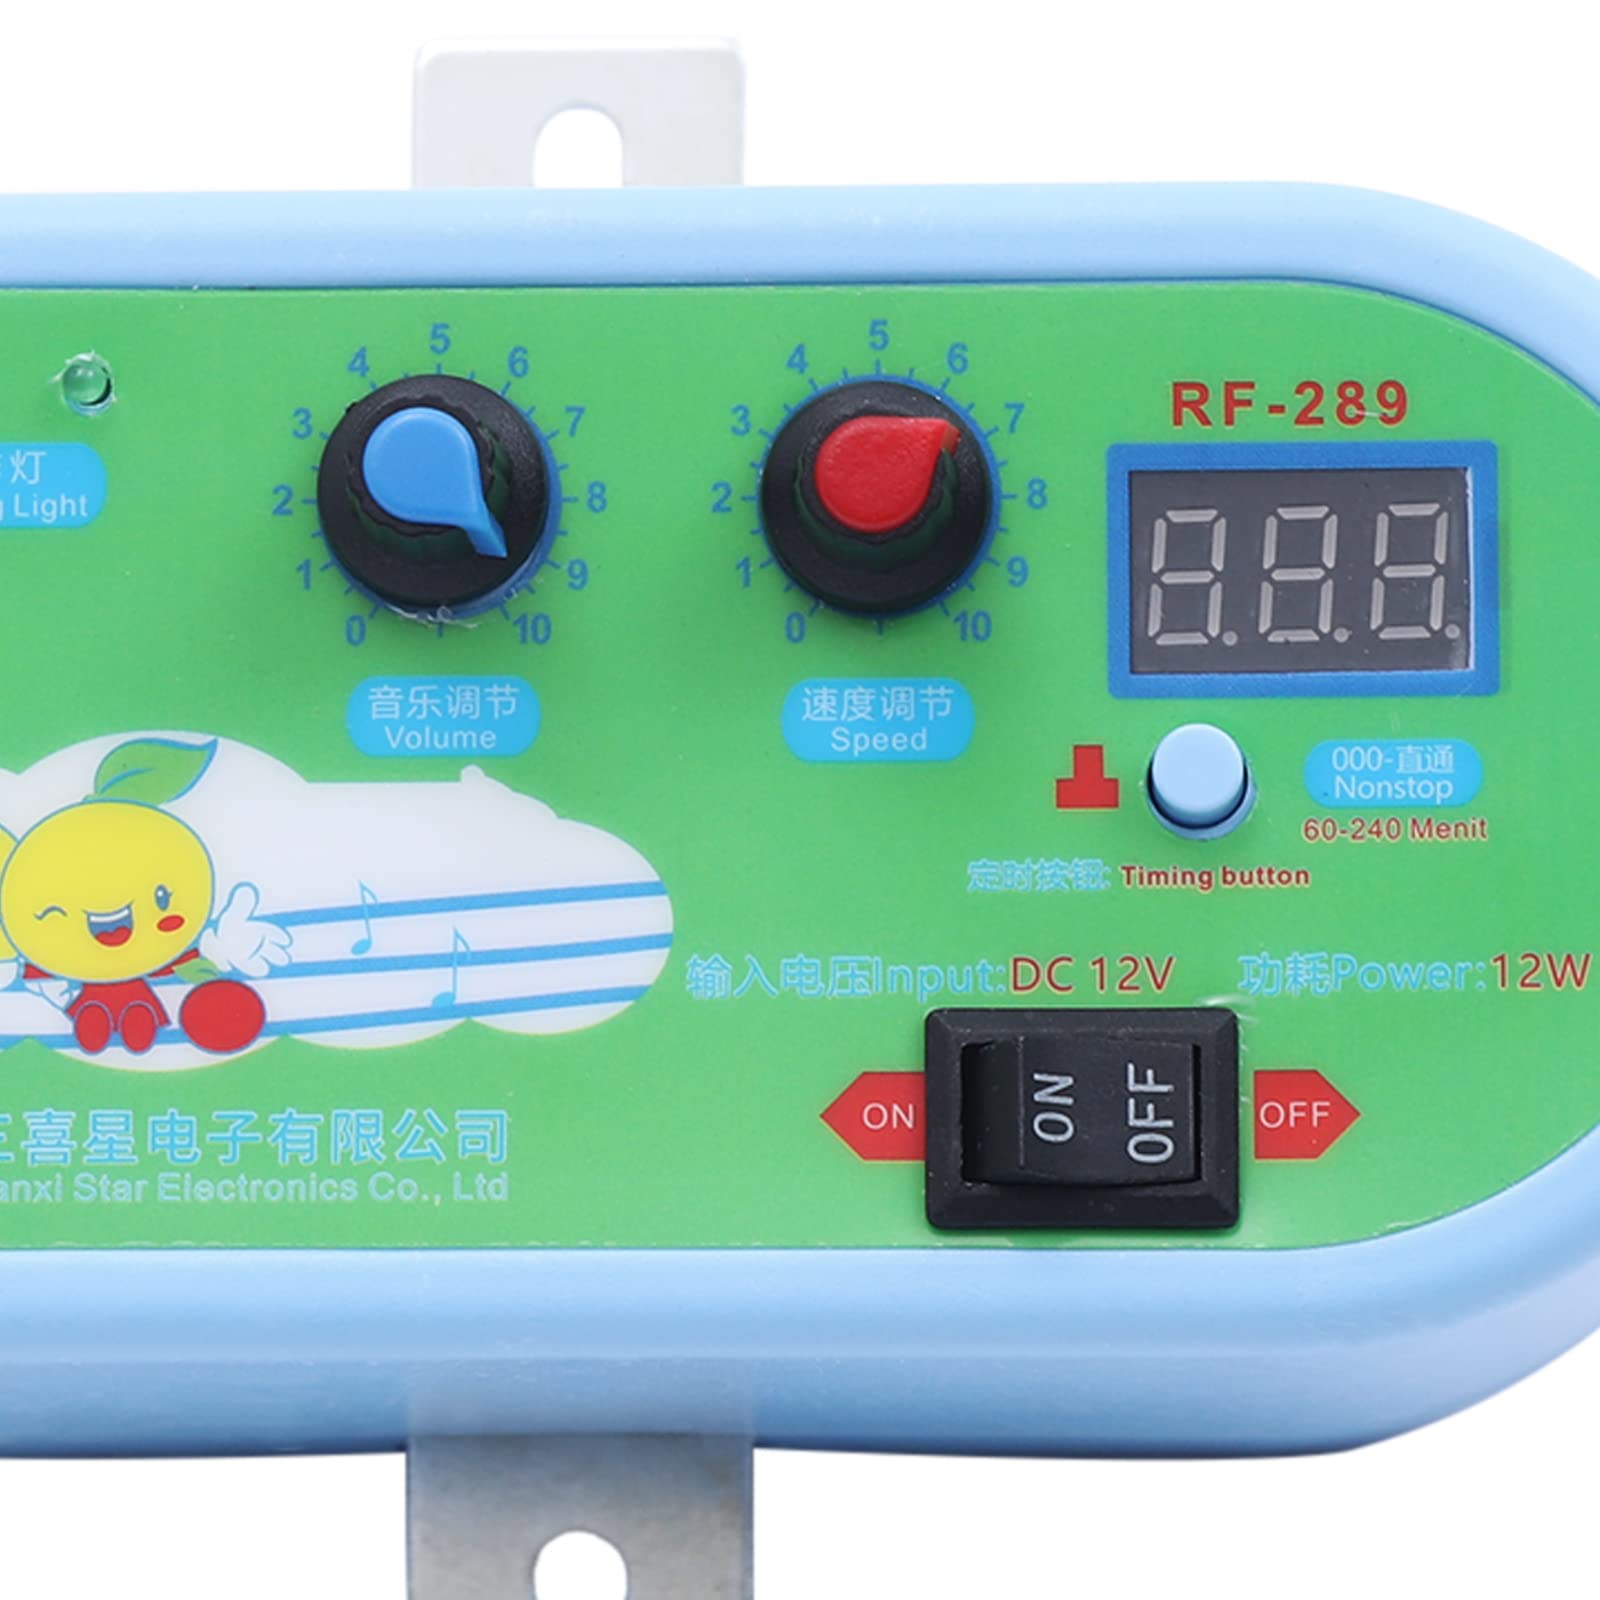 灯
Light
0 1 2 3 4 5 6 7 8 9 10
音乐调节
Volume
0 1 2 3 4 5 6 7 8 9 10
速度调节
Speed
RF-289
000-直通
Nonstop
60-240 Menit
定时按钮: Timing button
输入电压Input:DC 12V 功耗Power:12W
ON
ON
OFF
OFF
喜星电子有限公司
anxi Star Electronics Co., Ltd